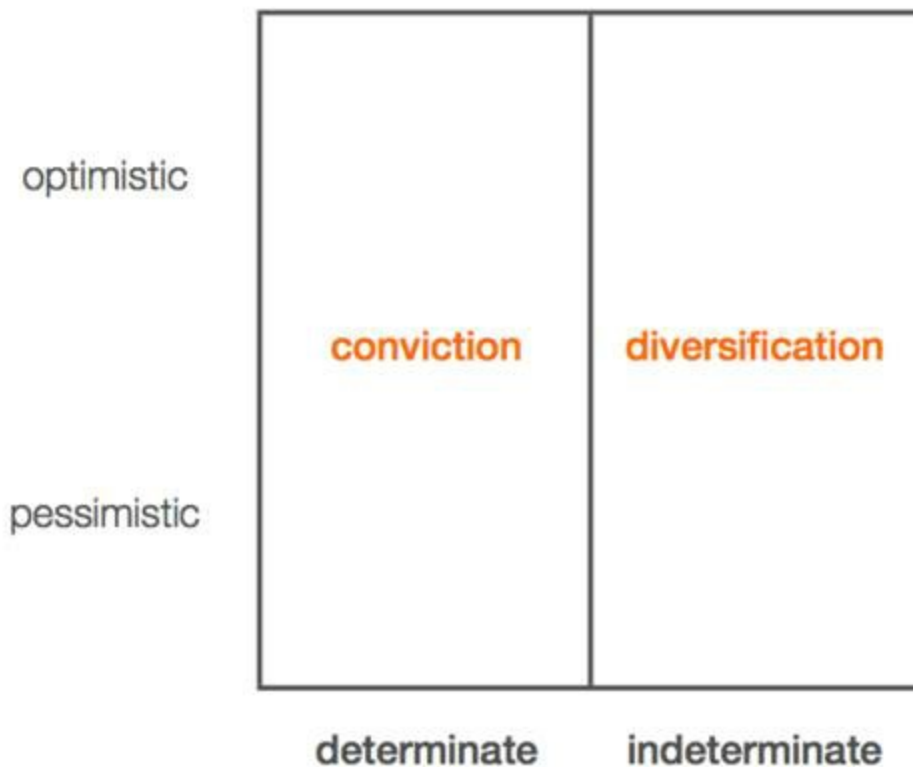 optimistic
conviction diversification
pessimistic
determinate indeterminate